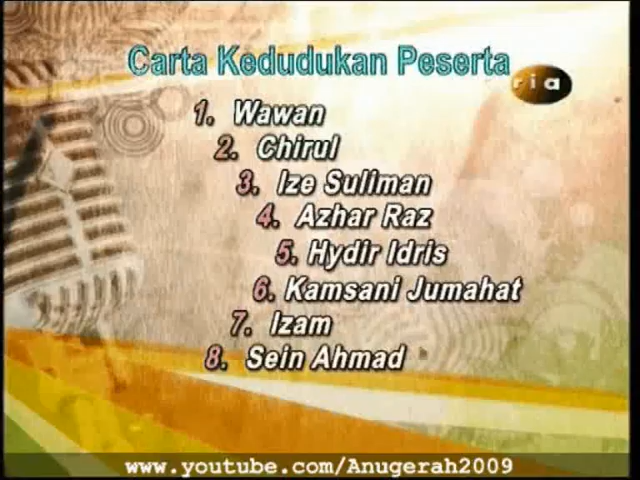 Carta Kedudukan Peserta
ria
1. Wawan
2. Chirul
3. Ize Suliman
4. Azhar Raz
5. Hydir Idris
6. Kamsani Jumahat
7. Izam
8. Sein Ahmad
www.youtube.com/Anugerah2009